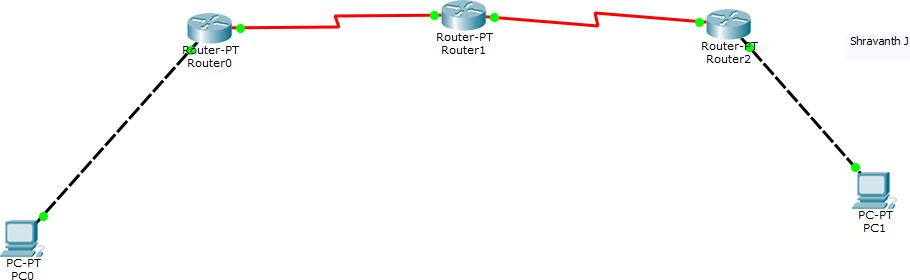 Router-PT
Router0
Router-PT
Router1
Router-PT
Router2
Shravanth J
PC-PT
PC0
PC-PT
PC1